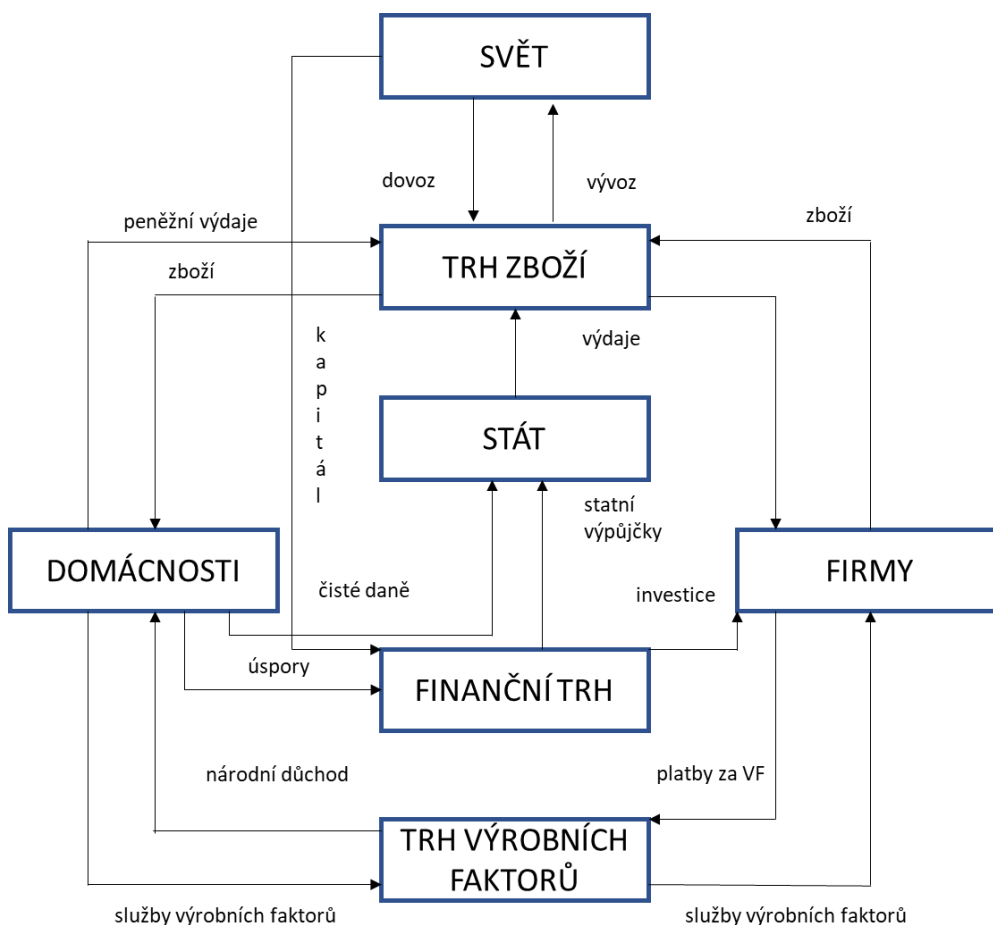 SVĚT
dovoz
vývoz
peněžní výdaje
zboží
TRH ZBOŽÍ
zboží
kapitál
výdaje
STÁT
statní
výpůjčky
DOMÁCNOSTI
FIRMY
čisté daně
investice
úspory
FINANČNÍ TRH
národní důchod
platby za VF
TRH VÝROBNÍCH
FAKTORŮ
služby výrobních faktorů
služby výrobních faktorů